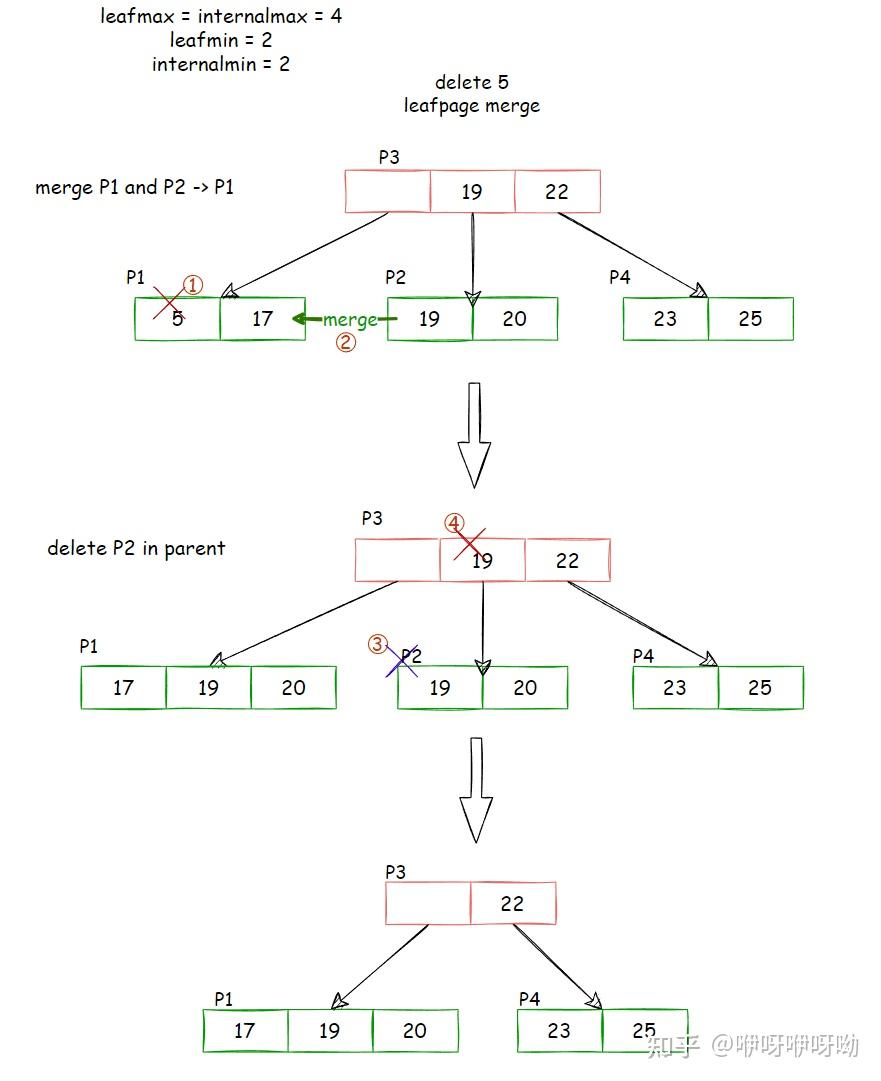 leafmax = internalmax = 4
leafmin = 2
internalmin = 2
delete 5
leafpage merge
merge P1 and P2 -> P1
P3
19 22
P1 ① P2 P4
5 17 merge 19 20 23 25
②
delete P2 in parent
P3 ④
19 22
P1 ③ P2 P4
17 19 20 19 20 23 25
P3
22
P1 P4
17 19 20 23 25
知乎 @咿呀咿呀呦